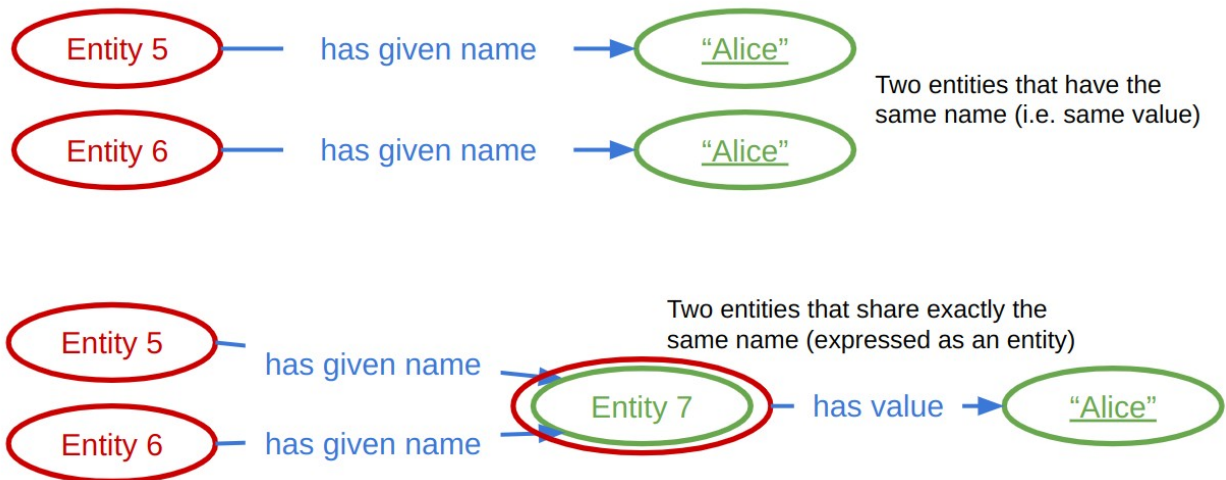 Entity 5 has given name “Alice”
Two entities that have the
same name (i.e. same value)
Entity 6 has given name “Alice”
Two entities that share exactly the
same name (expressed as an entity)
Entity 5
has given name
Entity 7 has value “Alice”
Entity 6 has given name